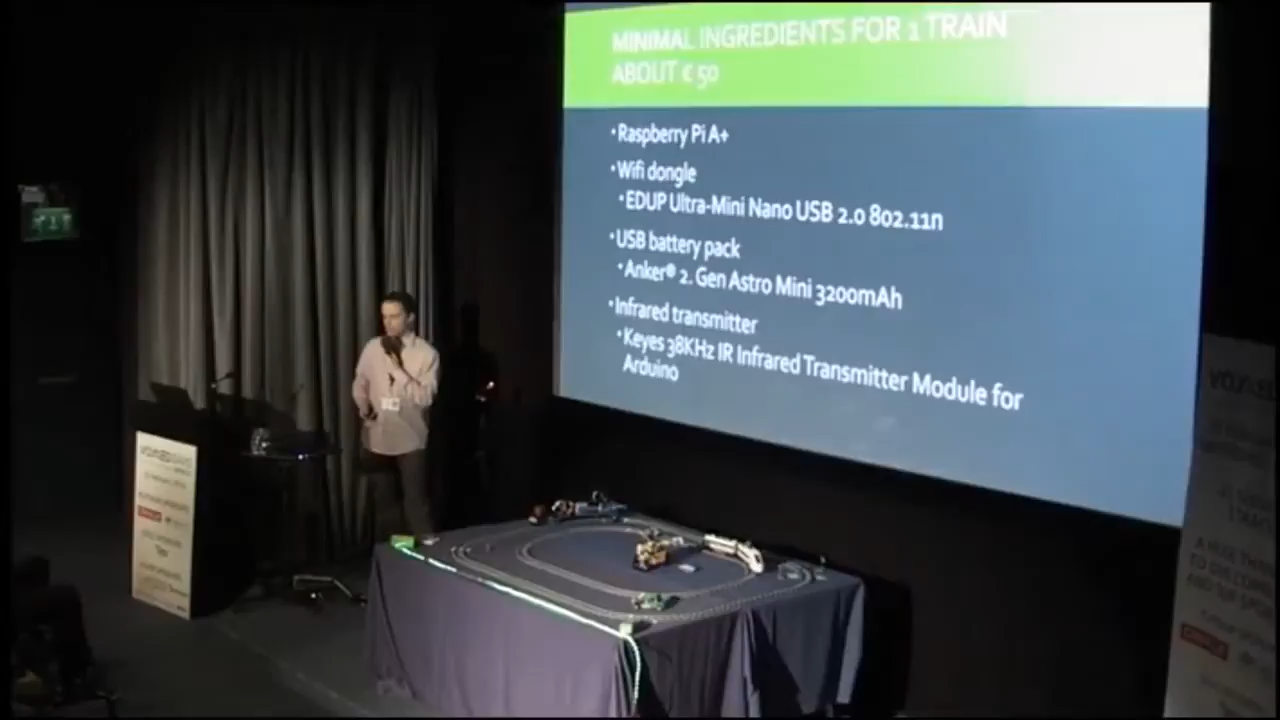 MINIMAL INGREDIENTS FOR 1 TRAIN
ABOUT € 50
• Raspberry Pi A+
• Wifi dongle
• EDUP Ultra-Mini Nano USB 2.0 802.11n
• USB battery pack
• Anker® 2. Gen Astro Mini 3200mAh
• Infrared transmitter
• Keyes 38KHz IR Infrared Transmitter Module for
Arduino